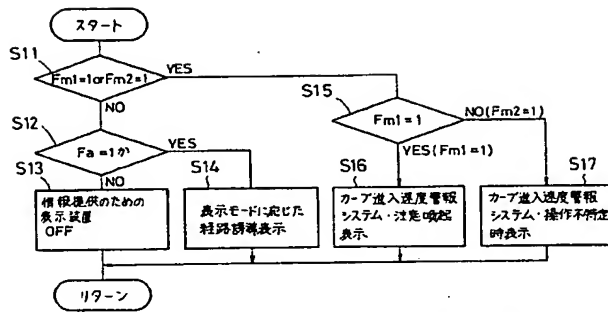 スタート
S11
Fm1=1orFm2=1
YES
NO
S15
Fm1=1
NO(Fm2=1)
YES(Fm1=1)
S12
Fa=1か
YES
NO
S13
情報提供のための
表示装置
OFF
S14
表示モードに応じた
経路誘導表示
S16
カーブ進入速度警報
システム・注意喚起
表示
S17
カーブ進入速度警報
システム・操作不特定
時表示
リターン